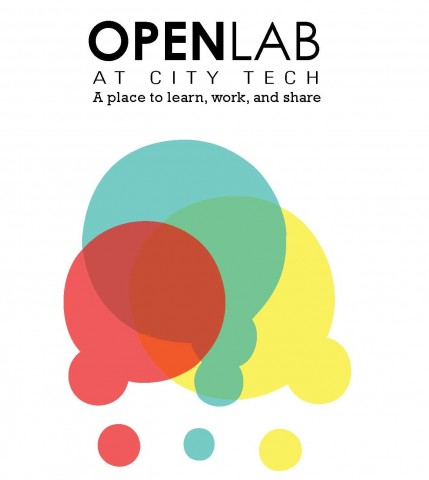 OPENLAB
AT CITY TECH
A place to learn, work, and share